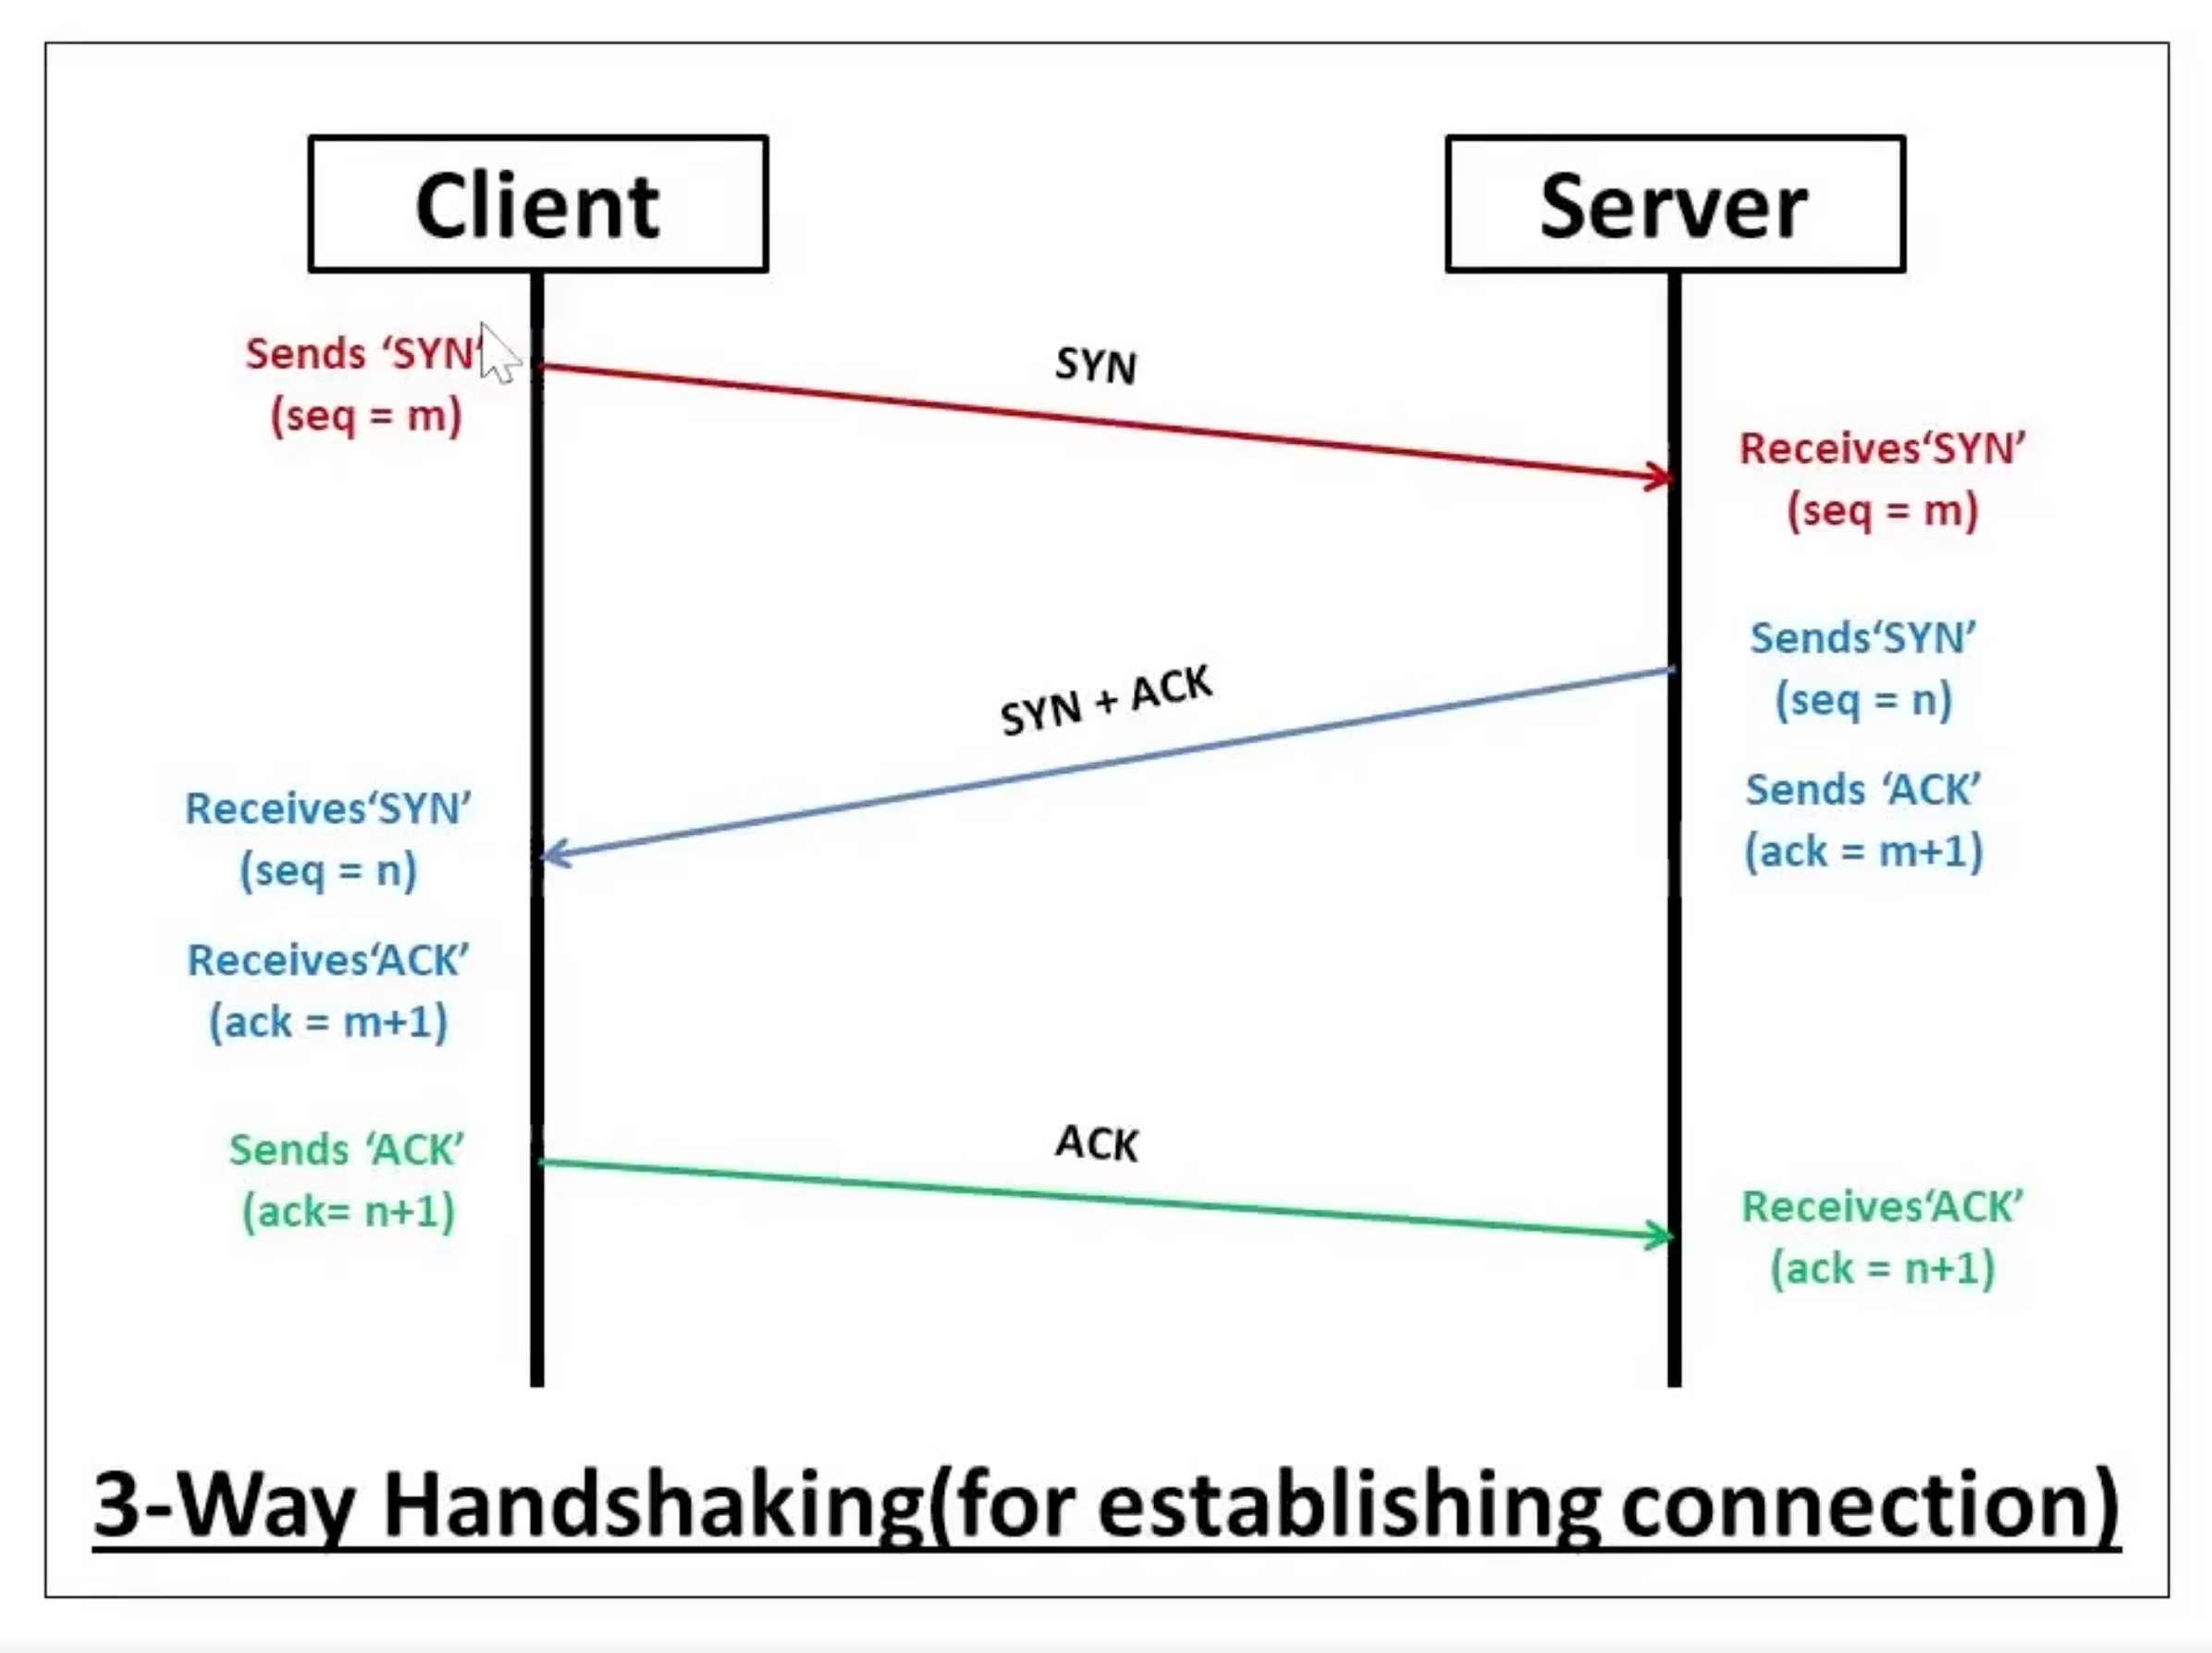 Client
Server
Sends ‘SYN’
(seq = m)
SYN
Receives‘SYN’
(seq = m)
Sends‘SYN’
(seq = n)
SYN + ACK
Sends ‘ACK’
(ack = m+1)
Receives‘SYN’
(seq = n)
Receives‘ACK’
(ack = m+1)
Sends ‘ACK’
(ack= n+1)
ACK
Receives‘ACK’
(ack = n+1)
3-Way Handshaking(for establishing connection)